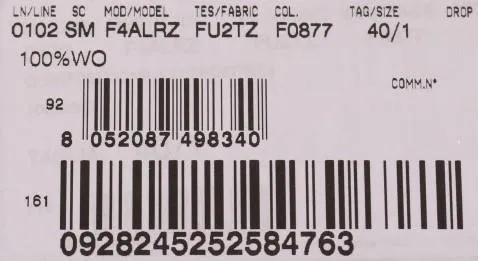 LN/LINE SC MOD/MODEL TES/FABRIC COL. TAG/SIZE DROP
0102 SM F4ALRZ FU2TZ F0877 40/1
100%WO
COMM.N°
92
8 052087 498340
161
0928245252584763